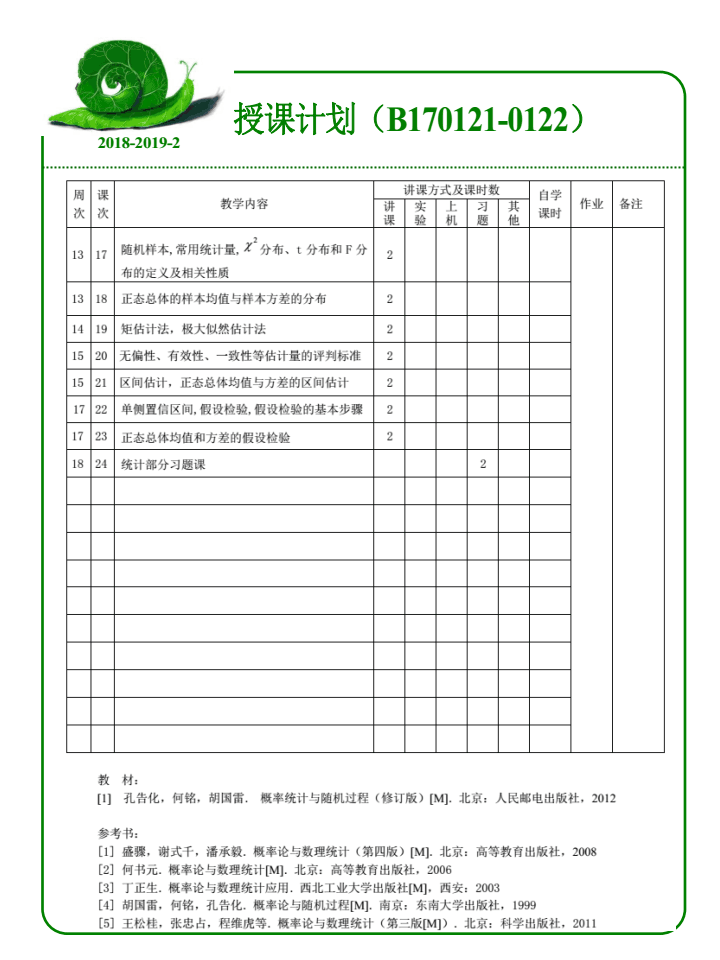 2018-2019-2
授课计划（B170121-0122）
周次 课次 教学内容 讲课方式及课时数 自学课时 作业 备注
讲课 实验 上机 习题 其他
13 17 随机样本,常用统计量, χ² 分布、t 分布和 F 分
布的定义及相关性质 2
13 18 正态总体的样本均值与样本方差的分布 2
14 19 矩估计法，极大似然估计法 2
15 20 无偏性、有效性、一致性等估计量的评判标准 2
15 21 区间估计，正态总体均值与方差的区间估计 2
17 22 单侧置信区间,假设检验,假设检验的基本步骤 2
17 23 正态总体均值和方差的假设检验 2
18 24 统计部分习题课 2
教 材：
[1] 孔告化，何铭，胡国雷． 概率统计与随机过程（修订版）[M]．北京：人民邮电出版社，2012
参考书：
[1] 盛骤，谢式千，潘承毅．概率论与数理统计（第四版）[M]．北京：高等教育出版社，2008
[2] 何书元．概率论与数理统计[M]．北京：高等教育出版社，2006
[3] 丁正生．概率论与数理统计应用．西北工业大学出版社[M]，西安：2003
[4] 胡国雷，何铭，孔告化．概率论与随机过程[M]．南京：东南大学出版社，1999
[5] 王松桂，张忠占，程维虎等．概率论与数理统计（第三版[M]）．北京：科学出版社，2011